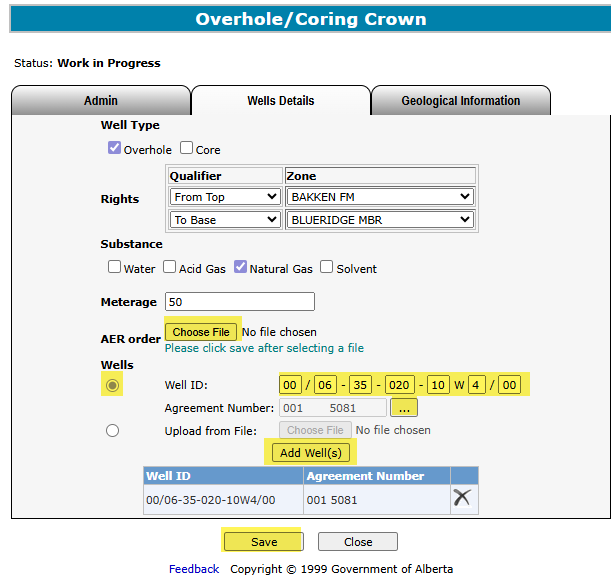 Overhole/Coring Crown
Status: Work in Progress
Admin Wells Details Geological Information
Well Type
Overhole Core
Qualifier Zone
Rights From Top BAKKEN FM
To Base BLUERIDGE MBR
Substance
Water Acid Gas Natural Gas Solvent
Meterage 50
AER order Choose File No file chosen
Please click save after selecting a file
Wells
Well ID: 00 / 06 - 35 - 020 - 10 W 4 / 00
Agreement Number: 001 5081 ...
Upload from File: Choose File No file chosen
Add Well(s)
Well ID Agreement Number
00/06-35-020-10W4/00 001 5081
Save Close
Feedback Copyright © 1999 Government of Alberta